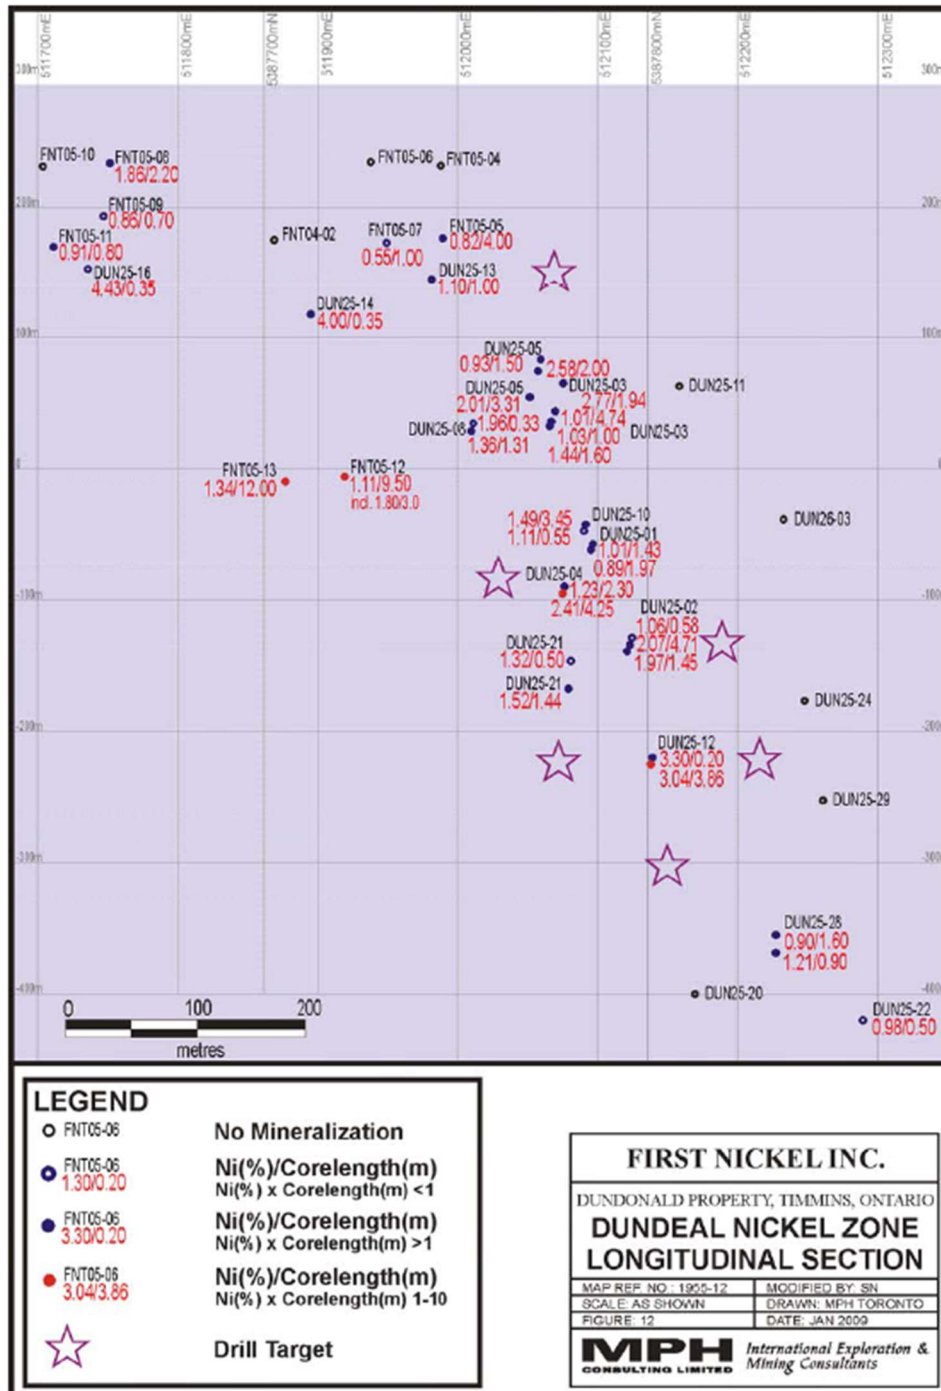 511700mE
511800mE
5387700mN
511900mE
512000mE
512100mE
5387800mN
512200mE
512300mE
300m
300m
FNT05-10
FNT05-08
1.86/2.20
FNT05-06
FNT05-04
200m
200m
FNT05-09
0.86/0.70
FNT05-11
0.91/0.80
DUN25-16
4.43/0.35
FNT04-02
FNT05-07
0.55/1.00
FNT05-05
0.82/4.00
DUN25-13
1.10/1.00
DUN25-14
4.00/0.35
100m
100m
DUN25-05
0.93/1.50
2.58/2.00
DUN25-05
2.01/3.31
DUN25-03
2.77/1.94
DUN25-11
1.01/4.74
DUN25-08
1.96/0.33
1.36/1.31
1.03/1.00
DUN25-03
1.44/1.60
0
0
FNT05-13
1.34/12.00
FNT05-12
1.11/9.50
incl. 1.80/3.0
1.49/3.45
DUN25-10
1.11/0.55
DUN25-01
1.01/1.43
0.89/1.97
DUN26-03
DUN25-04
1.23/2.30
2.41/4.25
-100m
-100m
DUN25-02
1.06/0.58
2.07/4.71
1.97/1.45
DUN25-21
1.32/0.50
DUN25-21
1.52/1.44
DUN25-24
-200m
-200m
DUN25-12
3.30/0.20
3.04/3.86
DUN25-29
-300m
-300m
DUN25-28
0.90/1.60
1.21/0.90
-400m
-400m
DUN25-20
DUN25-22
0.98/0.50
0 100 200
metres
LEGEND
FNT05-06 No Mineralization
FNT05-06 Ni(%)/Corelength(m)
1.30/0.20 Ni(%) x Corelength(m) <1
FNT05-06 Ni(%)/Corelength(m)
3.30/0.20 Ni(%) x Corelength(m) >1
FNT05-06 Ni(%)/Corelength(m)
3.04/3.86 Ni(%) x Corelength(m) 1-10
Drill Target
FIRST NICKEL INC.
DUNDONALD PROPERTY, TIMMINS, ONTARIO
DUNDEAL NICKEL ZONE
LONGITUDINAL SECTION
MAP REF. NO.: 1955-12 MODIFIED BY: SN
SCALE: AS SHOWN DRAWN: MPH TORONTO
FIGURE: 12 DATE: JAN 2009
MPH International Exploration &
CONSULTING LIMITED Mining Consultants